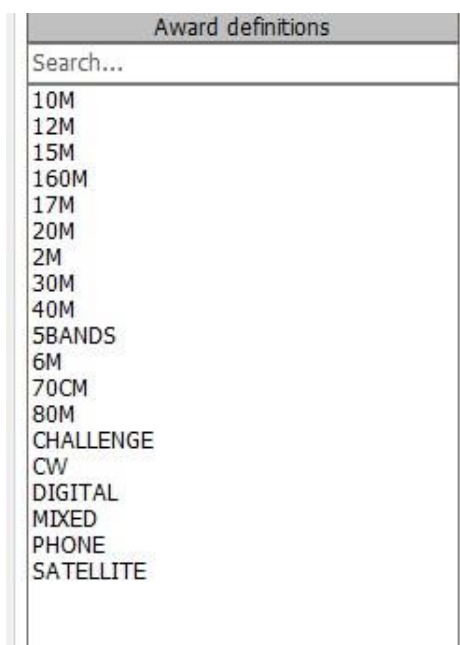 Award definitions
Search...
10M
12M
15M
160M
17M
20M
2M
30M
40M
5BANDS
6M
70CM
80M
CHALLENGE
CW
DIGITAL
MIXED
PHONE
SATELLITE